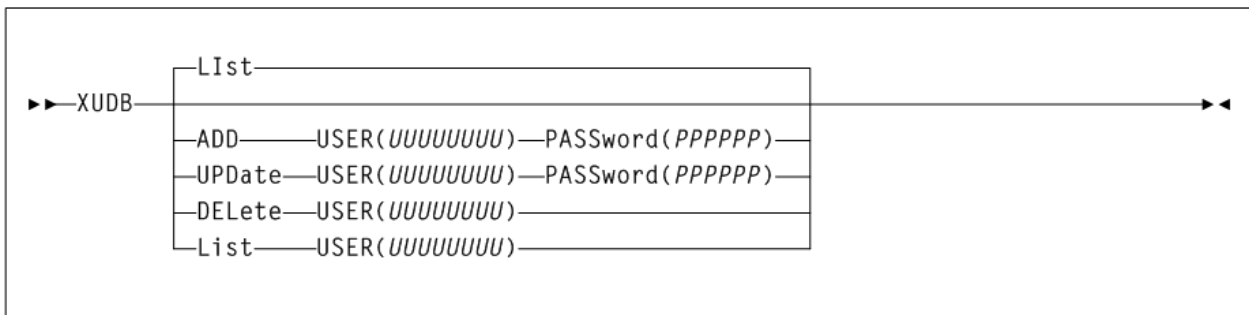 LIst
XUDB
ADD USER(UUUUUUUU) PASSword(PPPPPP)
UPDate USER(UUUUUUUU) PASSword(PPPPPP)
DELete USER(UUUUUUUU)
List USER(UUUUUUUU)